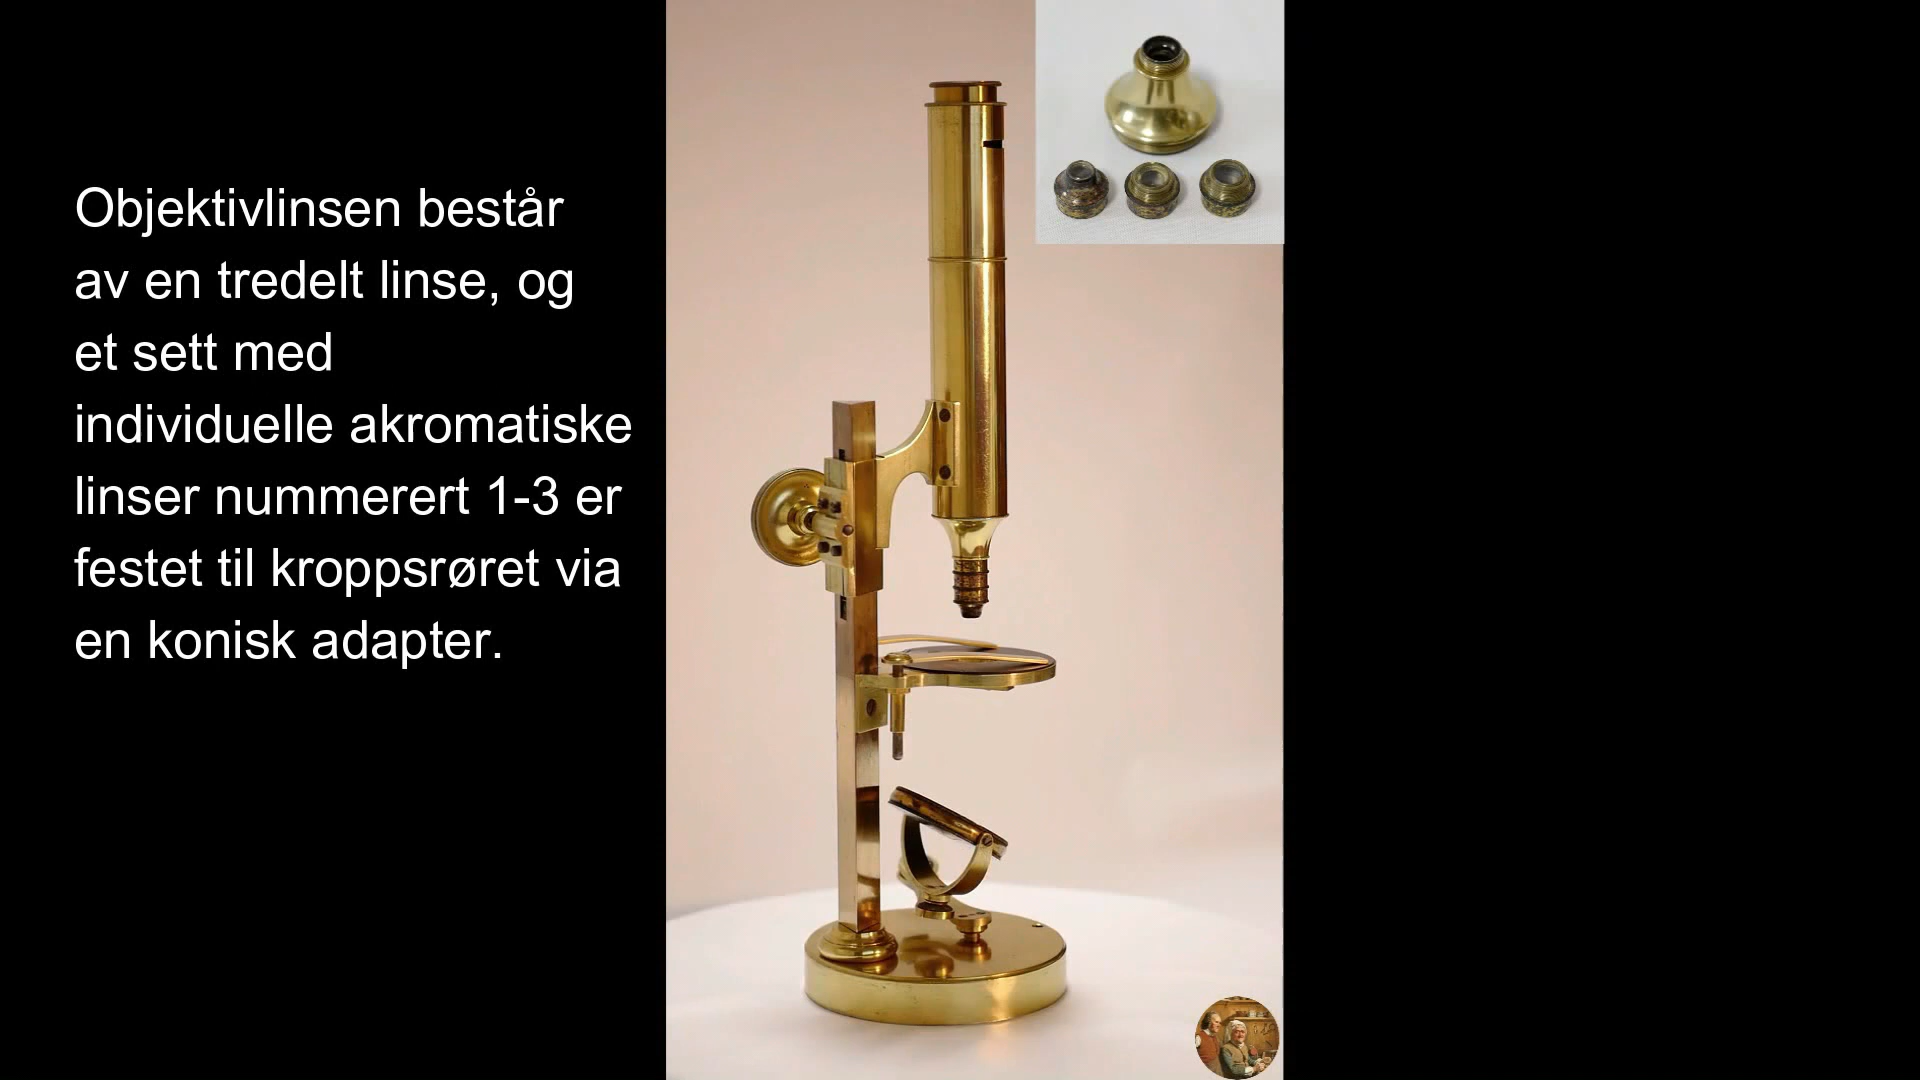 Objektivlinsen består
av en tredelt linse, og
et sett med
individuelle akromatiske
linser nummerert 1-3 er
festet til kroppsrøret via
en konisk adapter.